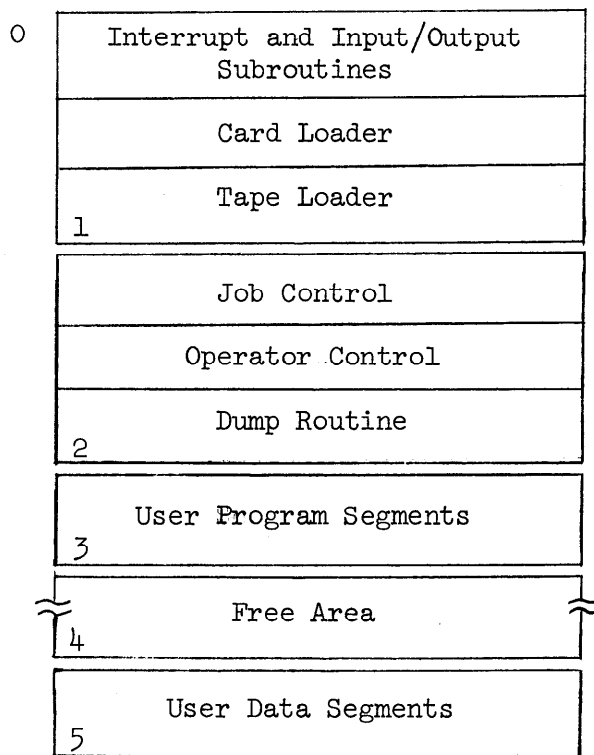 0
Interrupt and Input/Output
Subroutines
Card Loader
Tape Loader
1
Job Control
Operator Control
Dump Routine
2
User Program Segments
3
Free Area
4
User Data Segments
5